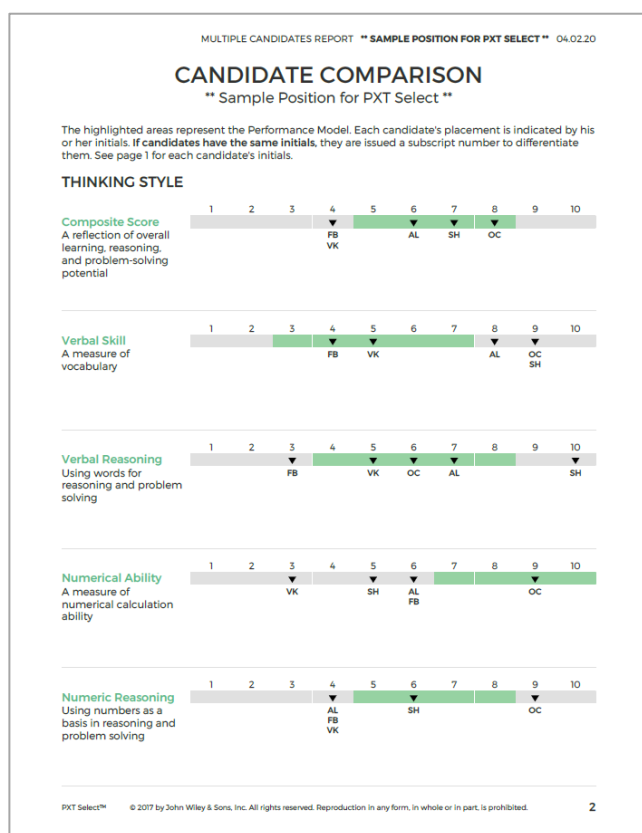 MULTIPLE CANDIDATES REPORT ** SAMPLE POSITION FOR PXT SELECT ** 04.02.20
CANDIDATE COMPARISON
** Sample Position for PXT Select **
The highlighted areas represent the Performance Model. Each candidate's placement is indicated by his
or her initials. If candidates have the same initials, they are issued a subscript number to differentiate
them. See page 1 for each candidate's initials.
THINKING STYLE
1 2 3 4 5 6 7 8 9 10
Composite Score
A reflection of overall
learning, reasoning,
and problem-solving
potential
FB AL SH OC
VK
1 2 3 4 5 6 7 8 9 10
Verbal Skill
A measure of
vocabulary
FB VK AL OC
SH
1 2 3 4 5 6 7 8 9 10
Verbal Reasoning
Using words for
reasoning and problem
solving
FB VK OC AL SH
1 2 3 4 5 6 7 8 9 10
Numerical Ability
A measure of
numerical calculation
ability
VK SH AL OC
FB
1 2 3 4 5 6 7 8 9 10
Numeric Reasoning
Using numbers as a
basis in reasoning and
problem solving
AL SH OC
FB
VK
PXT Select™ © 2017 by John Wiley & Sons, Inc. All rights reserved. Reproduction in any form, in whole or in part, is prohibited. 2